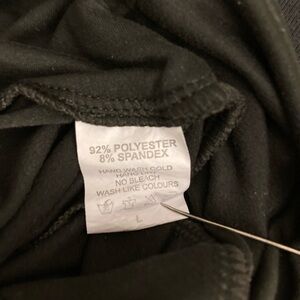 92% POLYESTER
8% SPANDEX
HAND WASH COLD
HANG DRY
NO BLEACH
WASH LIKE COLOURS
L